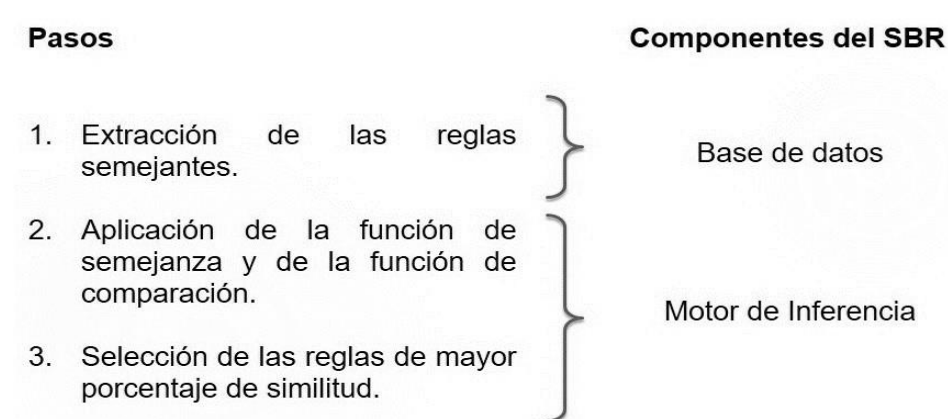 Pasos
Componentes del SBR
1. Extracción de las reglas
semejantes.
Base de datos
2. Aplicación de la función de
semejanza y de la función de
comparación.
Motor de Inferencia
3. Selección de las reglas de mayor
porcentaje de similitud.